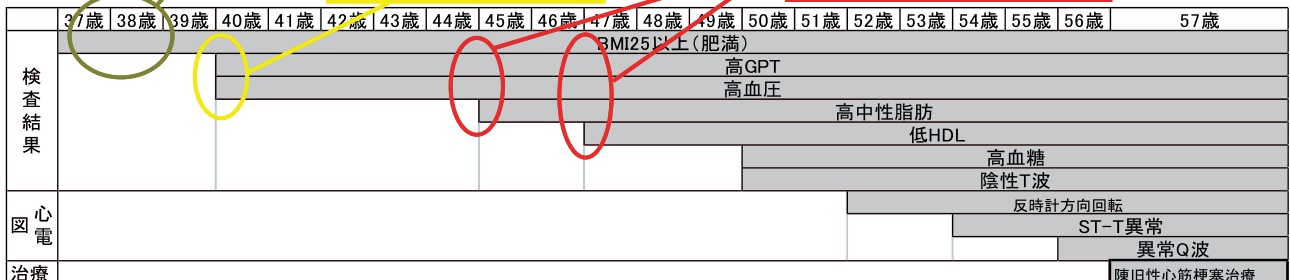 37歳 38歳 39歳 40歳 41歳 42歳 43歳 44歳 45歳 46歳 47歳 48歳 49歳 50歳 51歳 52歳 53歳 54歳 55歳 56歳 57歳
検査結果
BMI25以上(肥満)
高GPT
高血圧
高中性脂肪
低HDL
高血糖
陰性T波
心電図
反時計方向回転
ST-T異常
異常Q波
治療
陳旧性心筋梗塞治療